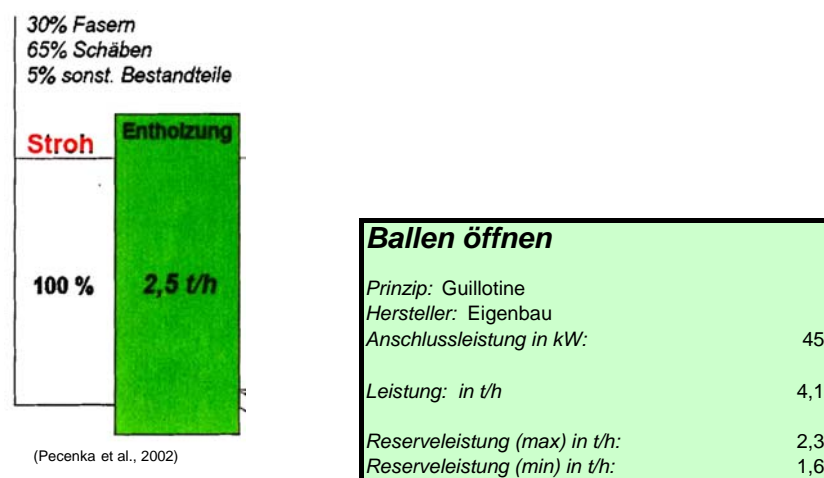 30% Fasern
65% Schäben
5% sonst. Bestandteile
Stroh
Entholzung
100 %
2,5 t/h
(Pecenka et al., 2002)
Ballen öffnen
Prinzip: Guillotine
Hersteller: Eigenbau
Anschlussleistung in kW: 45
Leistung: in t/h 4,1
Reserveleistung (max) in t/h: 2,3
Reserveleistung (min) in t/h: 1,6